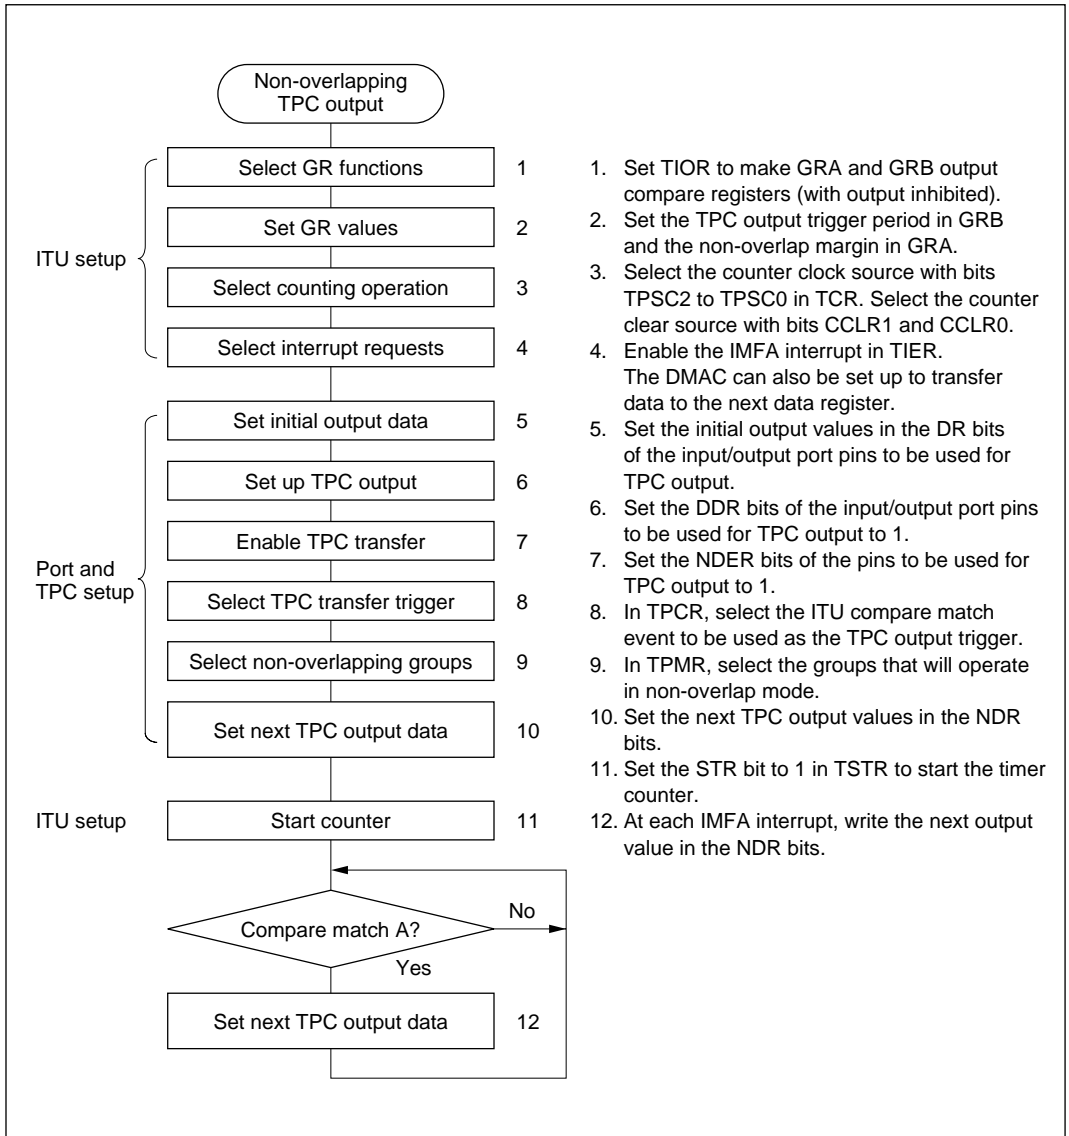 Non-overlapping
TPC output
ITU setup
Select GR functions 1
Set GR values 2
Select counting operation 3
Select interrupt requests 4
Port and
TPC setup
Set initial output data 5
Set up TPC output 6
Enable TPC transfer 7
Select TPC transfer trigger 8
Select non-overlapping groups 9
Set next TPC output data 10
ITU setup
Start counter 11
Compare match A?
No
Yes
Set next TPC output data 12
1. Set TIOR to make GRA and GRB output
compare registers (with output inhibited).
2. Set the TPC output trigger period in GRB
and the non-overlap margin in GRA.
3. Select the counter clock source with bits
TPSC2 to TPSC0 in TCR. Select the counter
clear source with bits CCLR1 and CCLR0.
4. Enable the IMFA interrupt in TIER.
The DMAC can also be set up to transfer
data to the next data register.
5. Set the initial output values in the DR bits
of the input/output port pins to be used for
TPC output.
6. Set the DDR bits of the input/output port pins
to be used for TPC output to 1.
7. Set the NDER bits of the pins to be used for
TPC output to 1.
8. In TPCR, select the ITU compare match
event to be used as the TPC output trigger.
9. In TPMR, select the groups that will operate
in non-overlap mode.
10. Set the next TPC output values in the NDR
bits.
11. Set the STR bit to 1 in TSTR to start the timer
counter.
12. At each IMFA interrupt, write the next output
value in the NDR bits.